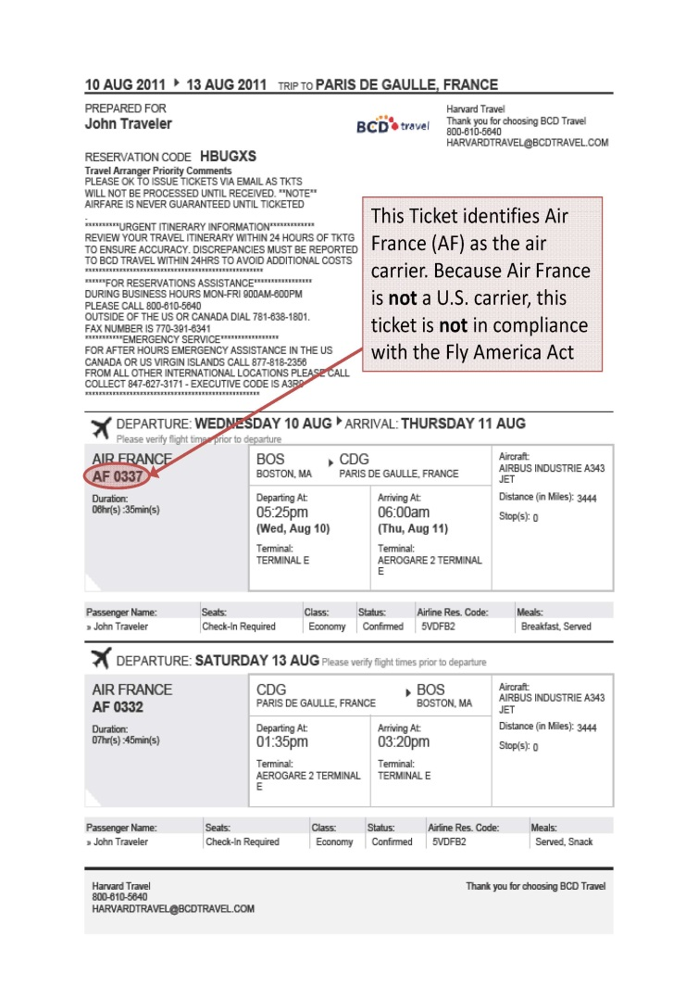 10 AUG 2011 ▸ 13 AUG 2011 TRIP TO PARIS DE GAULLE, FRANCE
PREPARED FOR
John Traveler
BCD travel
Harvard Travel
Thank you for choosing BCD Travel
800-610-5640
HARVARDTRAVEL@BCDTRAVEL.COM
RESERVATION CODE HBUGXS
Travel Arranger Priority Comments
PLEASE OK TO ISSUE TICKETS VIA EMAIL AS TKTS
WILL NOT BE PROCESSED UNTIL RECEIVED. **NOTE**
AIRFARE IS NEVER GUARANTEED UNTIL TICKETED
.
**********URGENT ITINERARY INFORMATION*************
REVIEW YOUR TRAVEL ITINERARY WITHIN 24 HOURS OF TKTG
TO ENSURE ACCURACY. DISCREPANCIES MUST BE REPORTED
TO BCD TRAVEL WITHIN 24HRS TO AVOID ADDITIONAL COSTS
****************************************************
******FOR RESERVATIONS ASSISTANCE*****************
DURING BUSINESS HOURS MON-FRI 900AM-600PM
PLEASE CALL 800-610-5640
OUTSIDE OF THE US OR CANADA DIAL 781-638-1801.
FAX NUMBER IS 770-391-6341
***********EMERGENCY SERVICE*****************
FOR AFTER HOURS EMERGENCY ASSISTANCE IN THE US
CANADA OR US VIRGIN ISLANDS CALL 877-818-2356
FROM ALL OTHER INTERNATIONAL LOCATIONS PLEASE CALL
COLLECT 847-627-3171 - EXECUTIVE CODE IS A3R9
***************************************************
This Ticket identifies Air
France (AF) as the air
carrier. Because Air France
is not a U.S. carrier, this
ticket is not in compliance
with the Fly America Act
DEPARTURE: WEDNESDAY 10 AUG ▸ ARRIVAL: THURSDAY 11 AUG
Please verify flight times prior to departure
AIR FRANCE
AF 0337
Duration:
06hr(s) :35min(s)
BOS ▸ CDG
BOSTON, MA PARIS DE GAULLE, FRANCE
Departing At:
05:25pm
(Wed, Aug 10)
Terminal:
TERMINAL E
Arriving At:
06:00am
(Thu, Aug 11)
Terminal:
AEROGARE 2 TERMINAL
E
Aircraft:
AIRBUS INDUSTRIE A343
JET
Distance (in Miles): 3444
Stop(s): 0
Passenger Name: Seats: Class: Status: Airline Res. Code: Meals:
» John Traveler Check-In Required Economy Confirmed 5VDFB2 Breakfast, Served
DEPARTURE: SATURDAY 13 AUG Please verify flight times prior to departure
AIR FRANCE
AF 0332
Duration:
07hr(s) :45min(s)
CDG ▸ BOS
PARIS DE GAULLE, FRANCE BOSTON, MA
Departing At:
01:35pm
Terminal:
AEROGARE 2 TERMINAL
E
Arriving At:
03:20pm
Terminal:
TERMINAL E
Aircraft:
AIRBUS INDUSTRIE A343
JET
Distance (in Miles): 3444
Stop(s): 0
Passenger Name: Seats: Class: Status: Airline Res. Code: Meals:
» John Traveler Check-In Required Economy Confirmed 5VDFB2 Served, Snack
Harvard Travel
800-610-5640
HARVARDTRAVEL@BCDTRAVEL.COM
Thank you for choosing BCD Travel